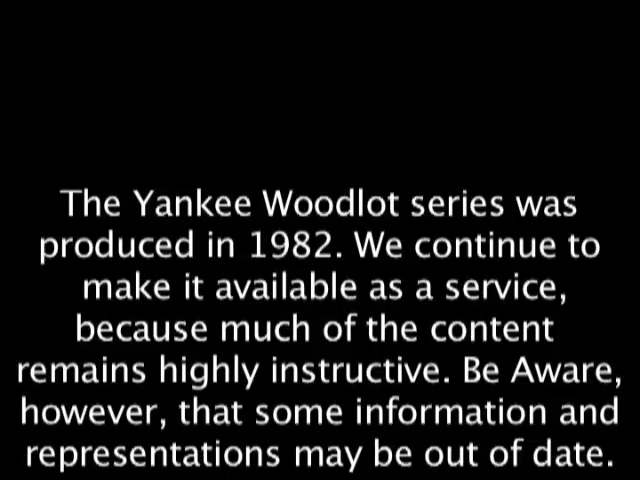 The Yankee Woodlot series was
produced in 1982. We continue to
make it available as a service,
because much of the content
remains highly instructive. Be Aware,
however, that some information and
representations may be out of date.